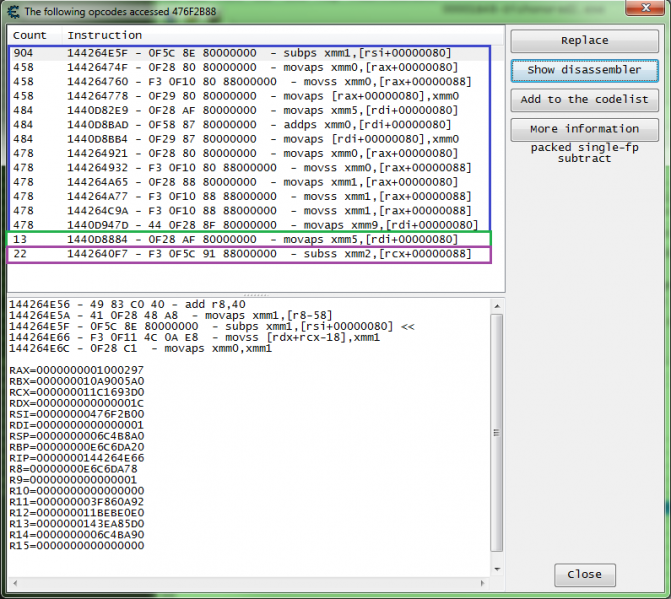 The following opcodes accessed 476F2B88
Count Instruction
904 144264E5F - 0F5C 8E 80000000 - subps xmm1,[rsi+00000080]
458 14426474F - 0F28 80 80000000 - movaps xmm0,[rax+00000080]
458 144264760 - F3 0F10 80 88000000 - movss xmm0,[rax+00000088]
458 144264778 - 0F29 80 80000000 - movaps [rax+00000080],xmm0
484 1440D82E9 - 0F28 AF 80000000 - movaps xmm5,[rdi+00000080]
484 1440D8BAD - 0F58 87 80000000 - addps xmm0,[rdi+00000080]
484 1440D8BB4 - 0F29 87 80000000 - movaps [rdi+00000080],xmm0
478 144264921 - 0F28 80 80000000 - movaps xmm0,[rax+00000080]
478 144264932 - F3 0F10 80 88000000 - movss xmm0,[rax+00000088]
478 144264A65 - 0F28 88 80000000 - movaps xmm1,[rax+00000080]
478 144264A77 - F3 0F10 88 88000000 - movss xmm1,[rax+00000088]
478 144264C9A - F3 0F10 88 88000000 - movss xmm1,[rax+00000088]
478 1440D947D - 44 0F28 8F 80000000 - movaps xmm9,[rdi+00000080]
13 1440D8884 - 0F28 AF 80000000 - movaps xmm5,[rdi+00000080]
22 1442640F7 - F3 0F5C 91 88000000 - subss xmm2,[rcx+00000088]
Replace
Show disassembler
Add to the codelist
More information
packed single-fp
subtract
144264E56 - 49 83 C0 40 - add r8,40
144264E5A - 41 0F28 48 A8 - movaps xmm1,[r8-58]
144264E5F - 0F5C 8E 80000000 - subps xmm1,[rsi+00000080] <<
144264E66 - F3 0F11 4C 0A E8 - movss [rdx+rcx-18],xmm1
144264E6C - 0F28 C1 - movaps xmm0,xmm1
RAX=0000000001000297
RBX=000000010A9005A0
RCX=000000011C1693D0
RDX=000000000000001C
RSI=00000000476F2B00
RDI=0000000000000001
RSP=0000000006C4B8A0
RBP=00000000E6C6DA20
RIP=0000000144264E66
R8=00000000E6C6DA78
R9=0000000000000001
R10=0000000000000000
R11=000000003F860A92
R12=000000011BEBE0E0
R13=0000000143EA85D0
R14=0000000006C4BA90
R15=0000000000000000
Close